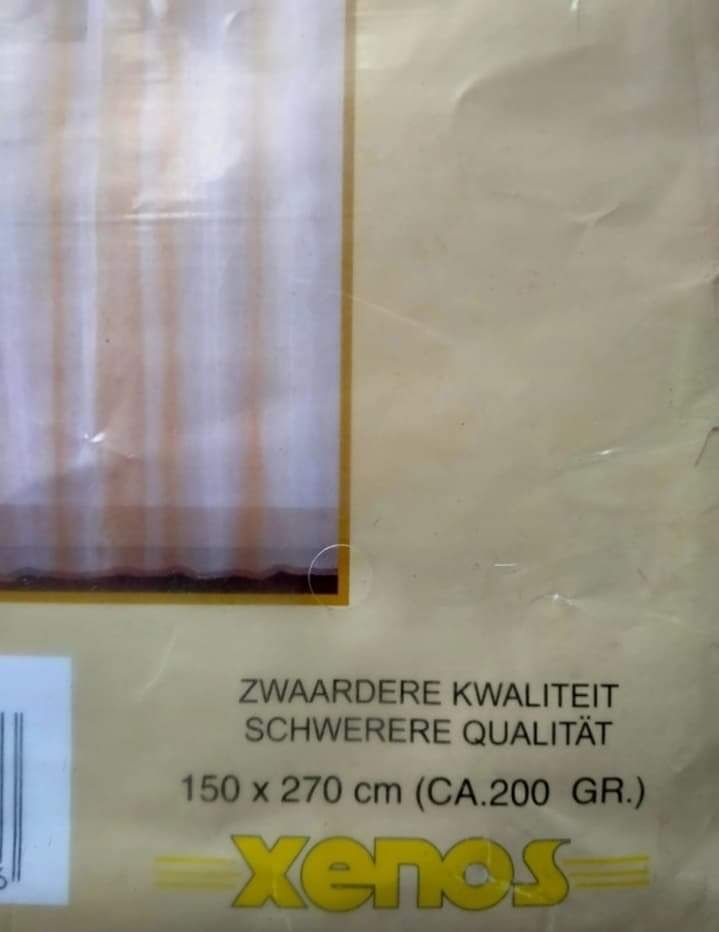 ZWAARDERE KWALITEIT
SCHWERERE QUALITÄT
150 x 270 cm (CA.200 GR.)
xenos